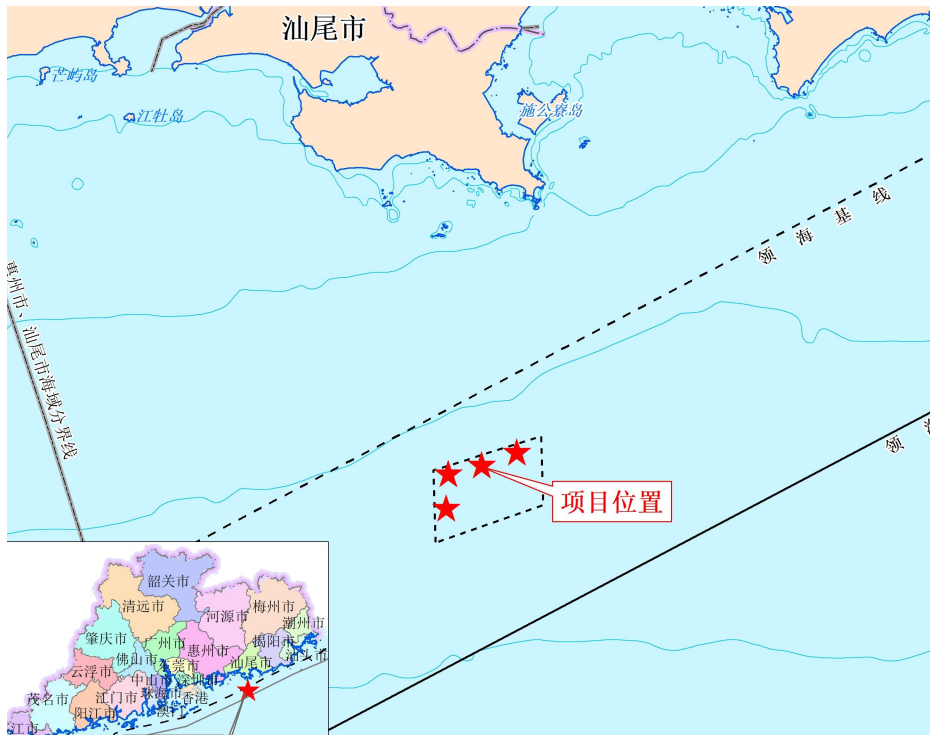 汕尾市
芒屿岛
江牡岛
施公寮岛
领海基线
惠州市、汕尾市海域分界线
领海
项目位置
韶关市
清远市
河源市
梅州市
潮州市
肇庆市
广州市
惠州市
揭阳市
汕头市
佛山市
莞市
汕尾市
云浮市
中山市
深圳市
茂名市
江门市
珠海市
香港
阳江市
澳门
江市